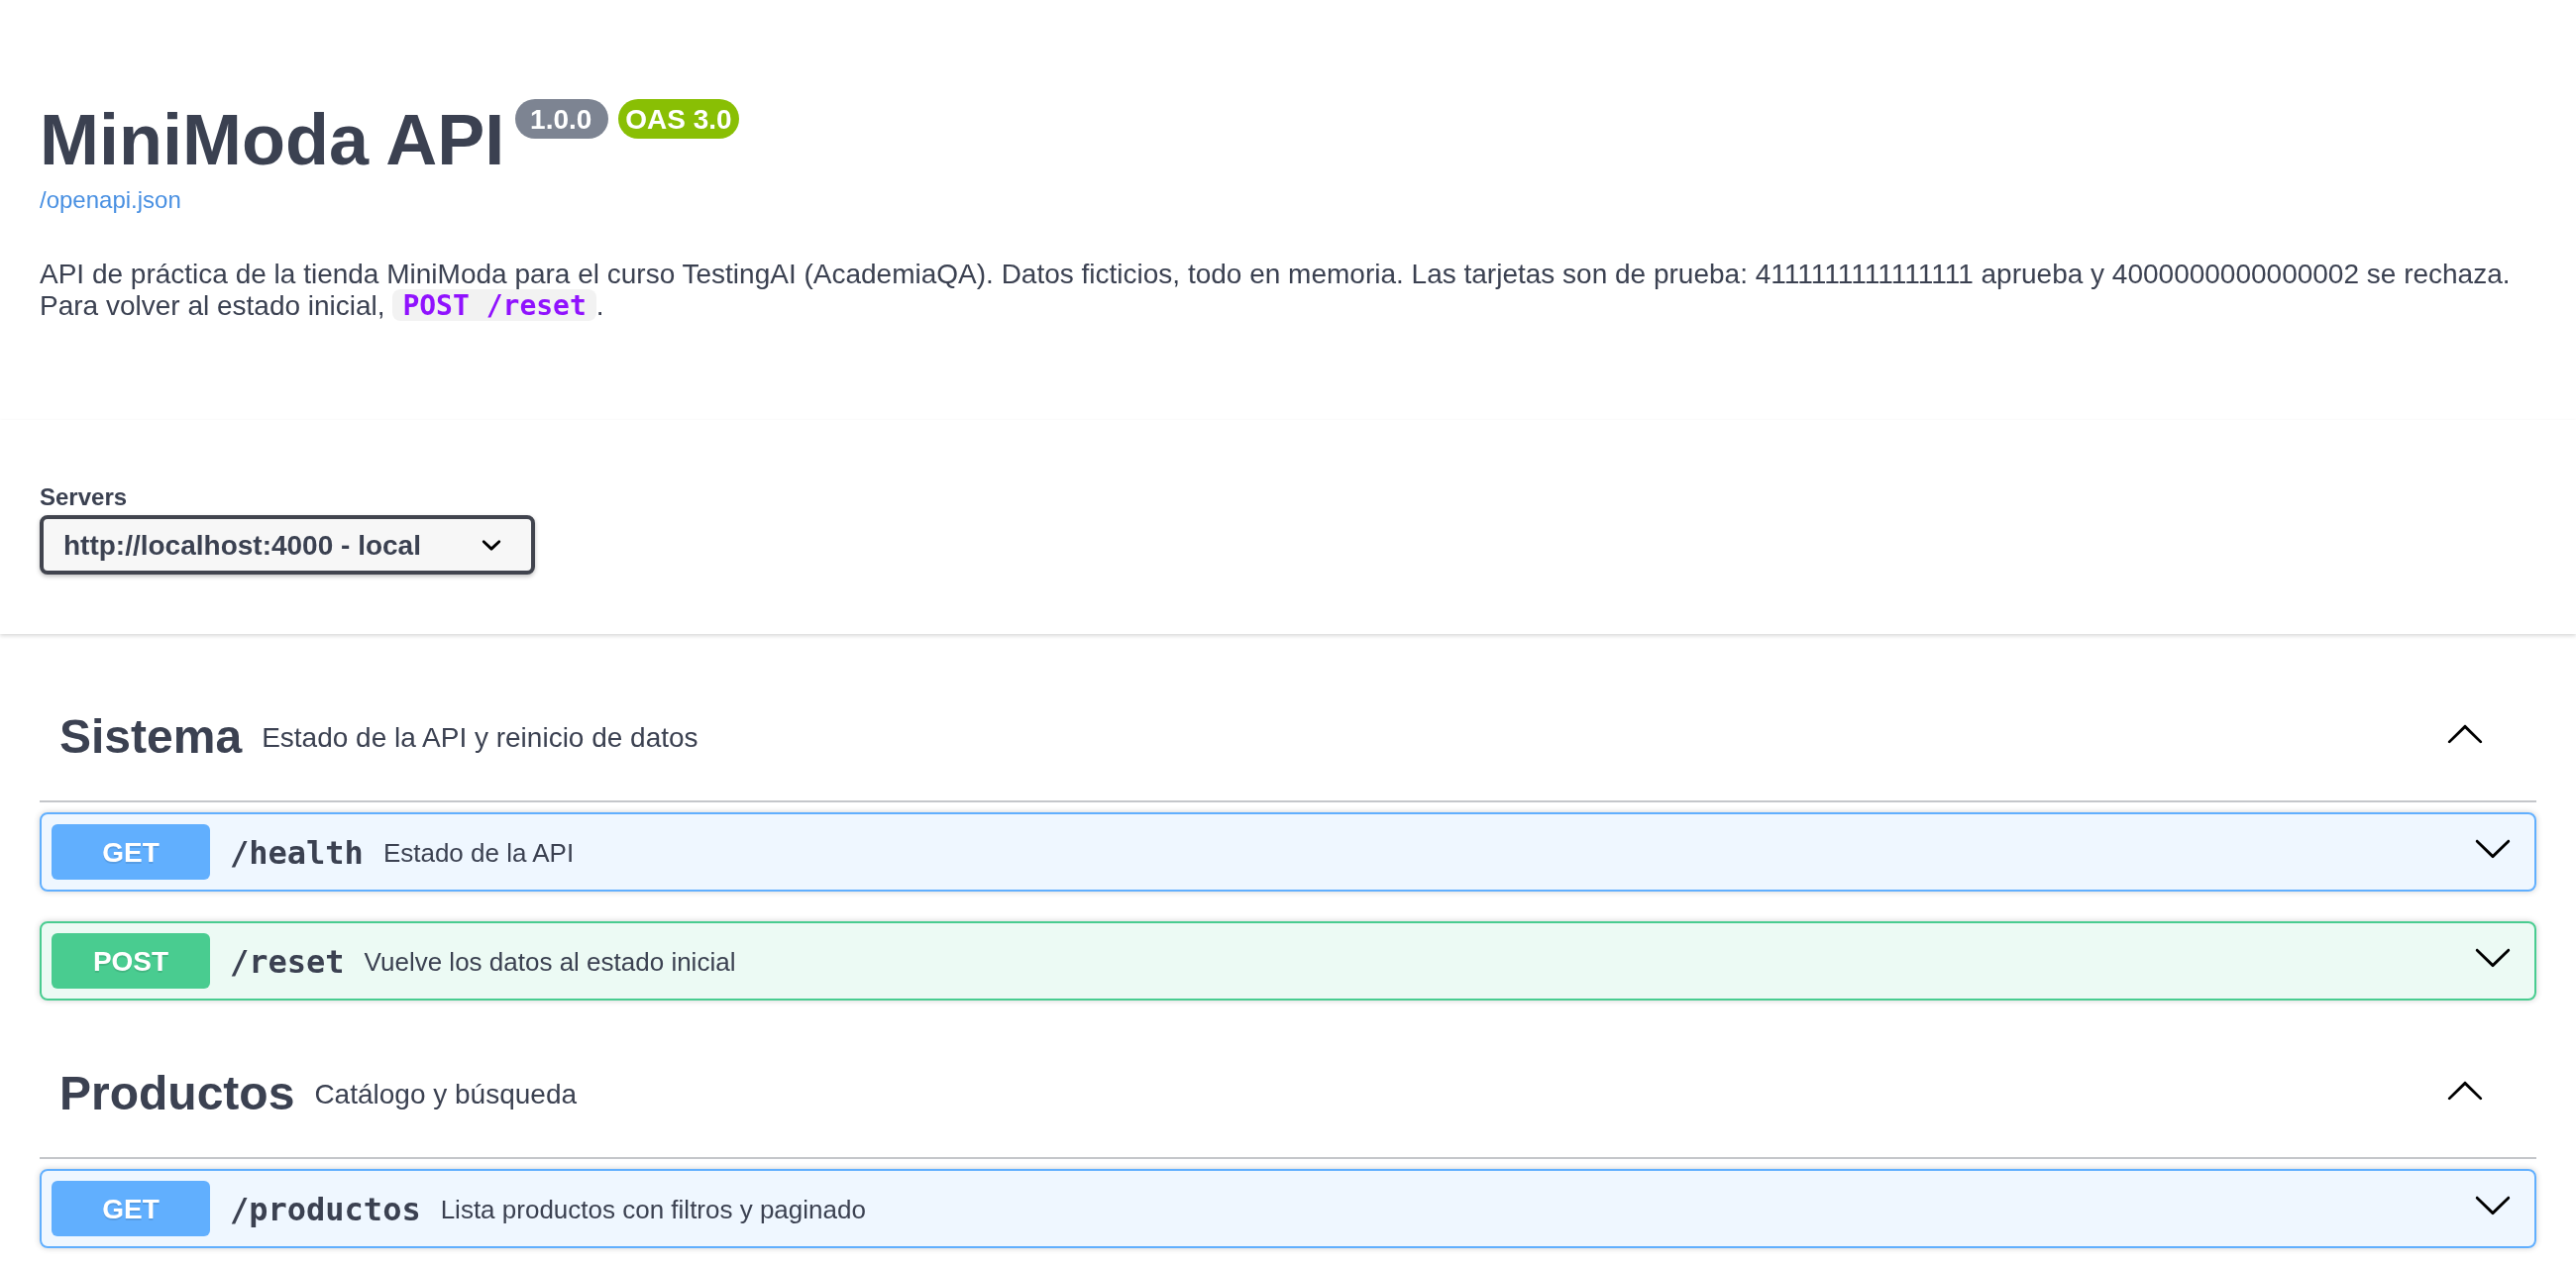 MiniModa API 1.0.0 OAS 3.0
/openapi.json
API de práctica de la tienda MiniModa para el curso TestingAI (AcademiaQA). Datos ficticios, todo en memoria. Las tarjetas son de prueba: 4111111111111111 aprueba y 4000000000000002 se rechaza.
Para volver al estado inicial, POST /reset .
Servers
http://localhost:4000 - local
Sistema Estado de la API y reinicio de datos
GET /health Estado de la API
POST /reset Vuelve los datos al estado inicial
Productos Catálogo y búsqueda
GET /productos Lista productos con filtros y paginado